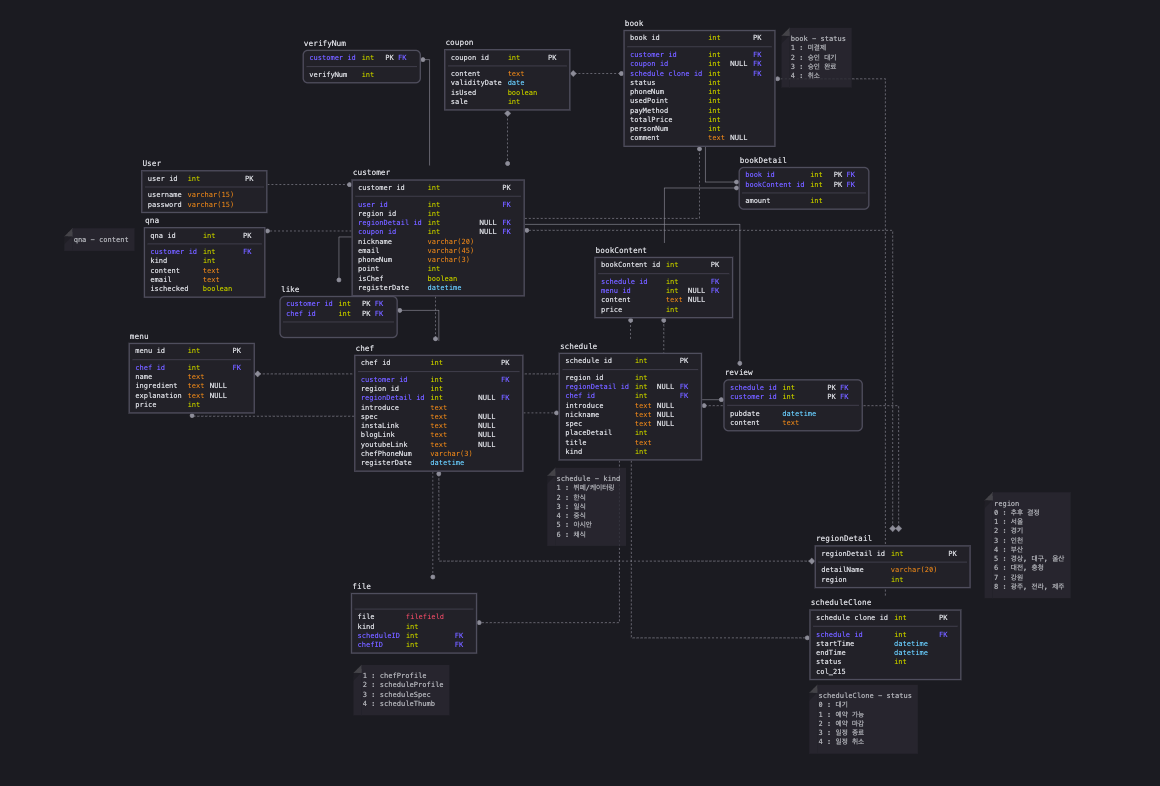 verifyNum
customer id int PK FK
verifyNum int
coupon
coupon id int PK
content text
validityDate date
isUsed boolean
sale int
book
book id int PK
customer id int FK
coupon id int NULL FK
schedule clone id int FK
status int
phoneNum int
usedPoint int
payMethod int
totalPrice int
personNum int
comment text NULL
book - status
1 : 미결제
2 : 승인 대기
3 : 승인 완료
4 : 취소
User
user id int PK
username varchar(15)
password varchar(15)
customer
customer id int PK
user id int FK
region id int
regionDetail id int NULL FK
coupon id int NULL FK
nickname varchar(20)
email varchar(45)
phoneNum varchar(3)
point int
isChef boolean
registerDate datetime
bookDetail
book id int PK FK
bookContent id int PK FK
amount int
qna - content
qna
qna id int PK
customer id int FK
kind int
content text
email text
ischecked boolean
bookContent
bookContent id int PK
schedule id int FK
menu id int NULL FK
content text NULL
price int
like
customer id int PK FK
chef id int PK FK
menu
menu id int PK
chef id int FK
name text
ingredient text NULL
explanation text NULL
price int
chef
chef id int PK
customer id int FK
region id int
regionDetail id int NULL FK
introduce text
spec text NULL
instaLink text NULL
blogLink text NULL
youtubeLink text NULL
chefPhoneNum varchar(3)
registerDate datetime
schedule
schedule id int PK
region id int
regionDetail id int NULL FK
chef id int FK
introduce text NULL
nickname text NULL
spec text NULL
placeDetail int
title text
kind int
review
schedule id int PK FK
customer id int PK FK
pubdate datetime
content text
schedule - kind
1 : 뷔페/케이터링
2 : 한식
3 : 일식
4 : 중식
5 : 아시안
6 : 채식
region
0 : 추후 결정
1 : 서울
2 : 경기
3 : 인천
4 : 부산
5 : 경상, 대구, 울산
6 : 대전, 충청
7 : 강원
8 : 광주, 전라, 제주
regionDetail
regionDetail id int PK
detailName varchar(20)
region int
file
file filefield
kind int
scheduleID int FK
chefID int FK
1 : chefProfile
2 : scheduleProfile
3 : scheduleSpec
4 : scheduleThumb
scheduleClone
schedule clone id int PK
schedule id int FK
startTime datetime
endTime datetime
status int
col_215
scheduleClone - status
0 : 대기
1 : 예약 가능
2 : 예약 마감
3 : 일정 종료
4 : 일정 취소